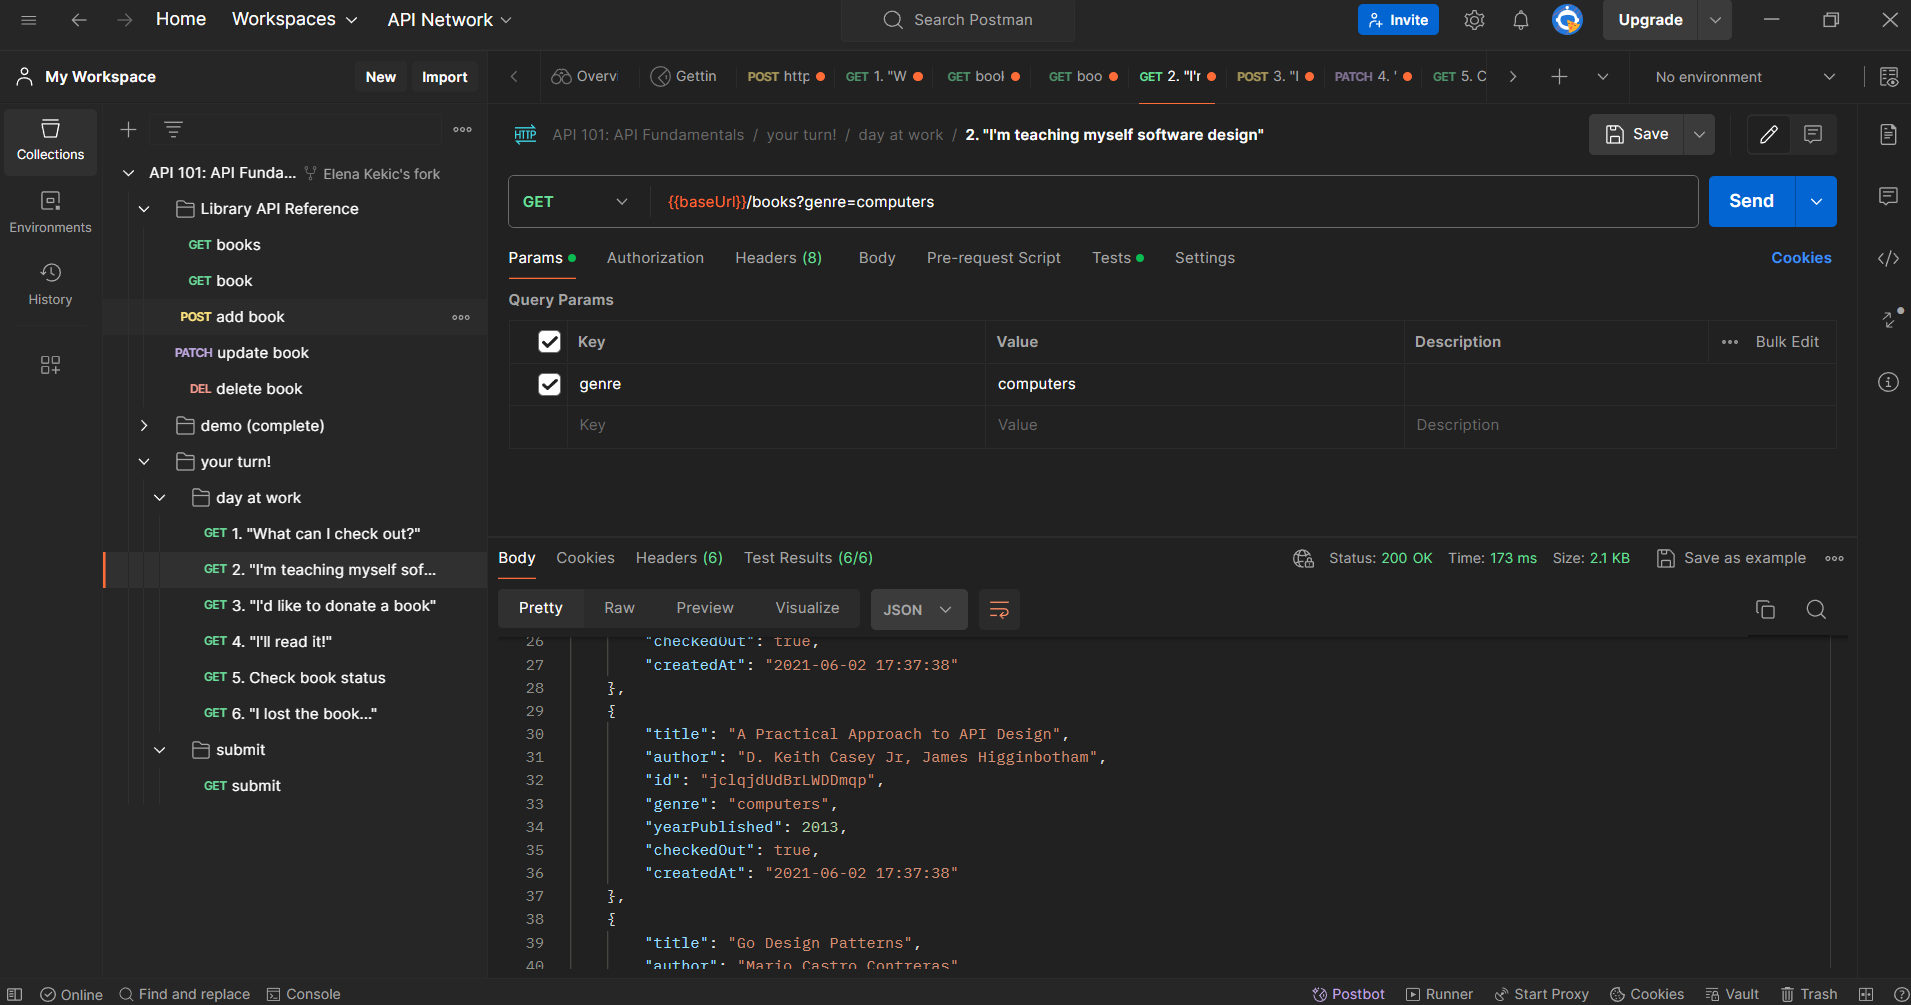 Home Workspaces API Network Search Postman Invite Upgrade
My Workspace New Import Overvi Gettin POST http GET 1. "W GET bool GET boo GET 2. "I'r POST 3. "I PATCH 4. ' GET 5. C No environment
Collections
Environments
History
API 101: API Funda... Elena Kekic's fork
Library API Reference
GET books
GET book
POST add book
PATCH update book
DEL delete book
demo (complete)
your turn!
day at work
GET 1. "What can I check out?"
GET 2. "I'm teaching myself sof...
GET 3. "I'd like to donate a book"
GET 4. "I'll read it!"
GET 5. Check book status
GET 6. "I lost the book..."
submit
GET submit
HTTP API 101: API Fundamentals / your turn! / day at work / 2. "I'm teaching myself software design" Save
GET {{baseUrl}}/books?genre=computers Send
Params Authorization Headers (8) Body Pre-request Script Tests Settings Cookies
Query Params
Key Value Description Bulk Edit
genre computers
Key Value Description
Body Cookies Headers (6) Test Results (6/6) Status: 200 OK Time: 173 ms Size: 2.1 KB Save as example
Pretty Raw Preview Visualize JSON
26 "checkedOut": true,
27 "createdAt": "2021-06-02 17:37:38"
28 },
29 {
30 "title": "A Practical Approach to API Design",
31 "author": "D. Keith Casey Jr, James Higginbotham",
32 "id": "jclqjdUdBrLWDDmqp",
33 "genre": "computers",
34 "yearPublished": 2013,
35 "checkedOut": true,
36 "createdAt": "2021-06-02 17:37:38"
37 },
38 {
39 "title": "Go Design Patterns",
40 "author": "Mario Castro Contreras"
Online Find and replace Console Postbot Runner Start Proxy Cookies Vault Trash